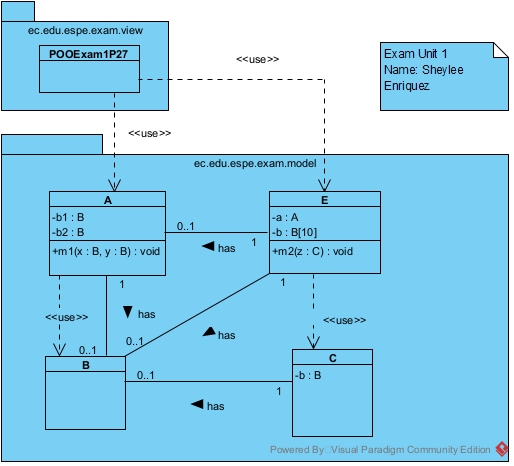 ec.edu.espe.exam.view
POOExam1P27
<<use>>
Exam Unit 1
Name: Sheylee
Enriquez
<<use>>
ec.edu.espe.exam.model
A
-b1 : B
-b2 : B
+m1(x : B, y : B) : void
E
-a : A
-b : B[10]
+m2(z : C) : void
0..1
1
has
1
1
<<use>>
has
<<use>>
has
0..1
0..1
B
C
-b : B
0..1
1
has
Powered By Visual Paradigm Community Edition